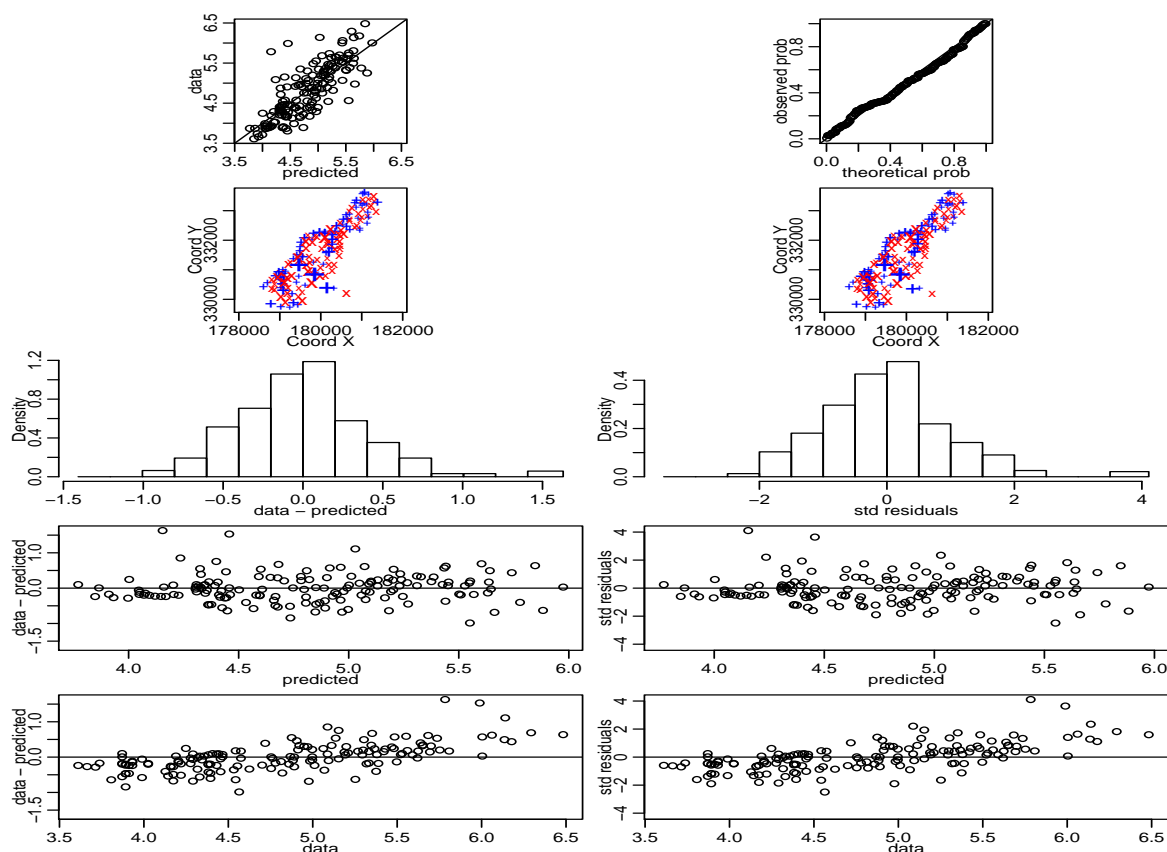 data
3.5 4.5 5.5 6.5
3.5 4.5 5.5 6.5
predicted
observed prob
0.0 0.4 0.8
0.0 0.4 0.8
theoretical prob
Coord Y
330000 332000
178000 180000 182000
Coord X
Coord Y
330000 332000
178000 180000 182000
Coord X
Density
0.0 0.4 0.8 1.2
−1.5 −1.0 −0.5 0.0 0.5 1.0 1.5
data − predicted
Density
0.0 0.2 0.4
−2 0 2 4
std residuals
data − predicted
−1.5 0.0 1.0
4.0 4.5 5.0 5.5 6.0
predicted
std residuals
−4 −2 0 2 4
4.0 4.5 5.0 5.5 6.0
predicted
data − predicted
−1.5 0.0 1.0
3.5 4.0 4.5 5.0 5.5 6.0 6.5
data
std residuals
−4 −2 0 2 4
3.5 4.0 4.5 5.0 5.5 6.0 6.5
data